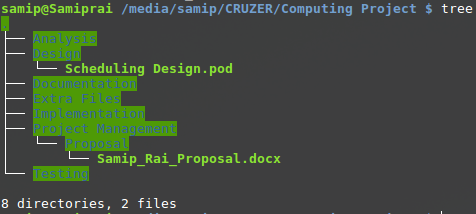 samip@Samiprai /media/samip/CRUZER/Computing Project $ tree
.
├── Analysis
├── Design
│   └── Scheduling Design.pod
├── Documentation
├── Extra Files
├── Implementation
├── Project Management
│   └── Proposal
│       └── Samip_Rai_Proposal.docx
└── Testing

8 directories, 2 files